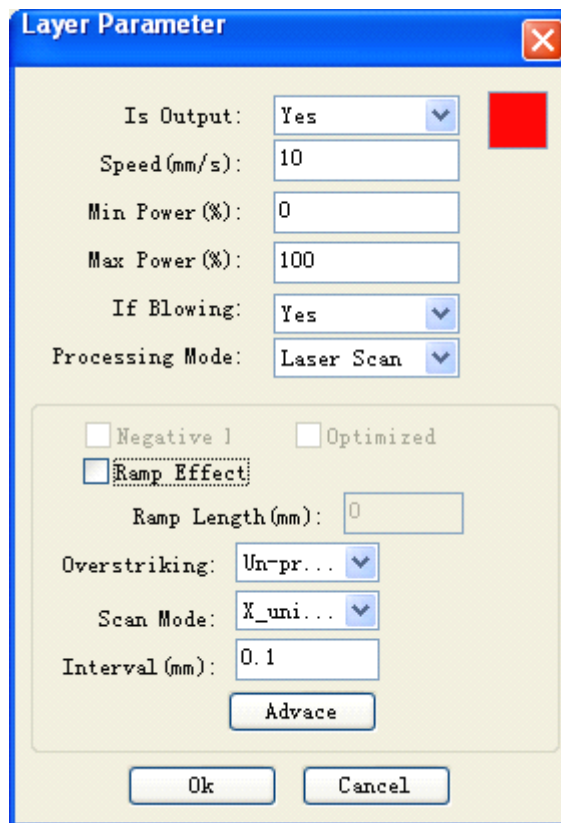 Layer Parameter
Is Output: Yes
Speed(mm/s): 10
Min Power(%): 0
Max Power(%): 100
If Blowing: Yes
Processing Mode: Laser Scan
Negative l Optimized
Ramp Effect
Ramp Length(mm): 0
Overstriking: Un-pr...
Scan Mode: X_uni...
Interval(mm): 0.1
Advace
Ok Cancel